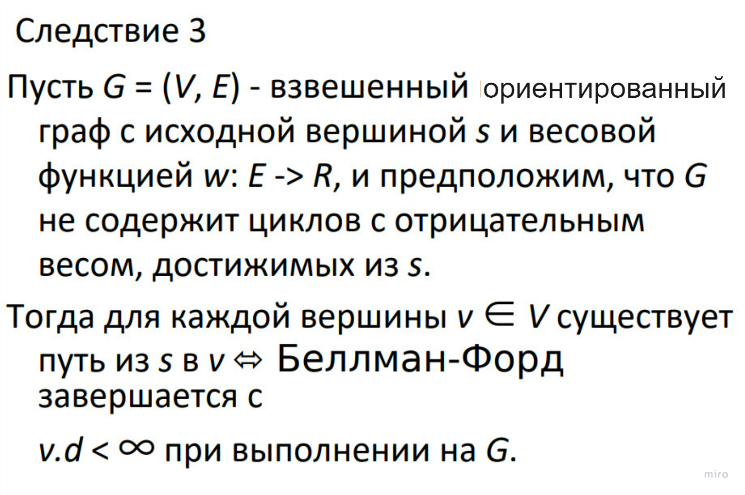 Следствие 3
Пусть G = (V, E) - взвешенный ориентированный
граф с исходной вершиной s и весовой
функцией w: E -> R, и предположим, что G
не содержит циклов с отрицательным
весом, достижимых из s.
Тогда для каждой вершины v ∈ V существует
путь из s в v ⇔ Беллман-Форд
завершается с
v.d < ∞ при выполнении на G.
miro